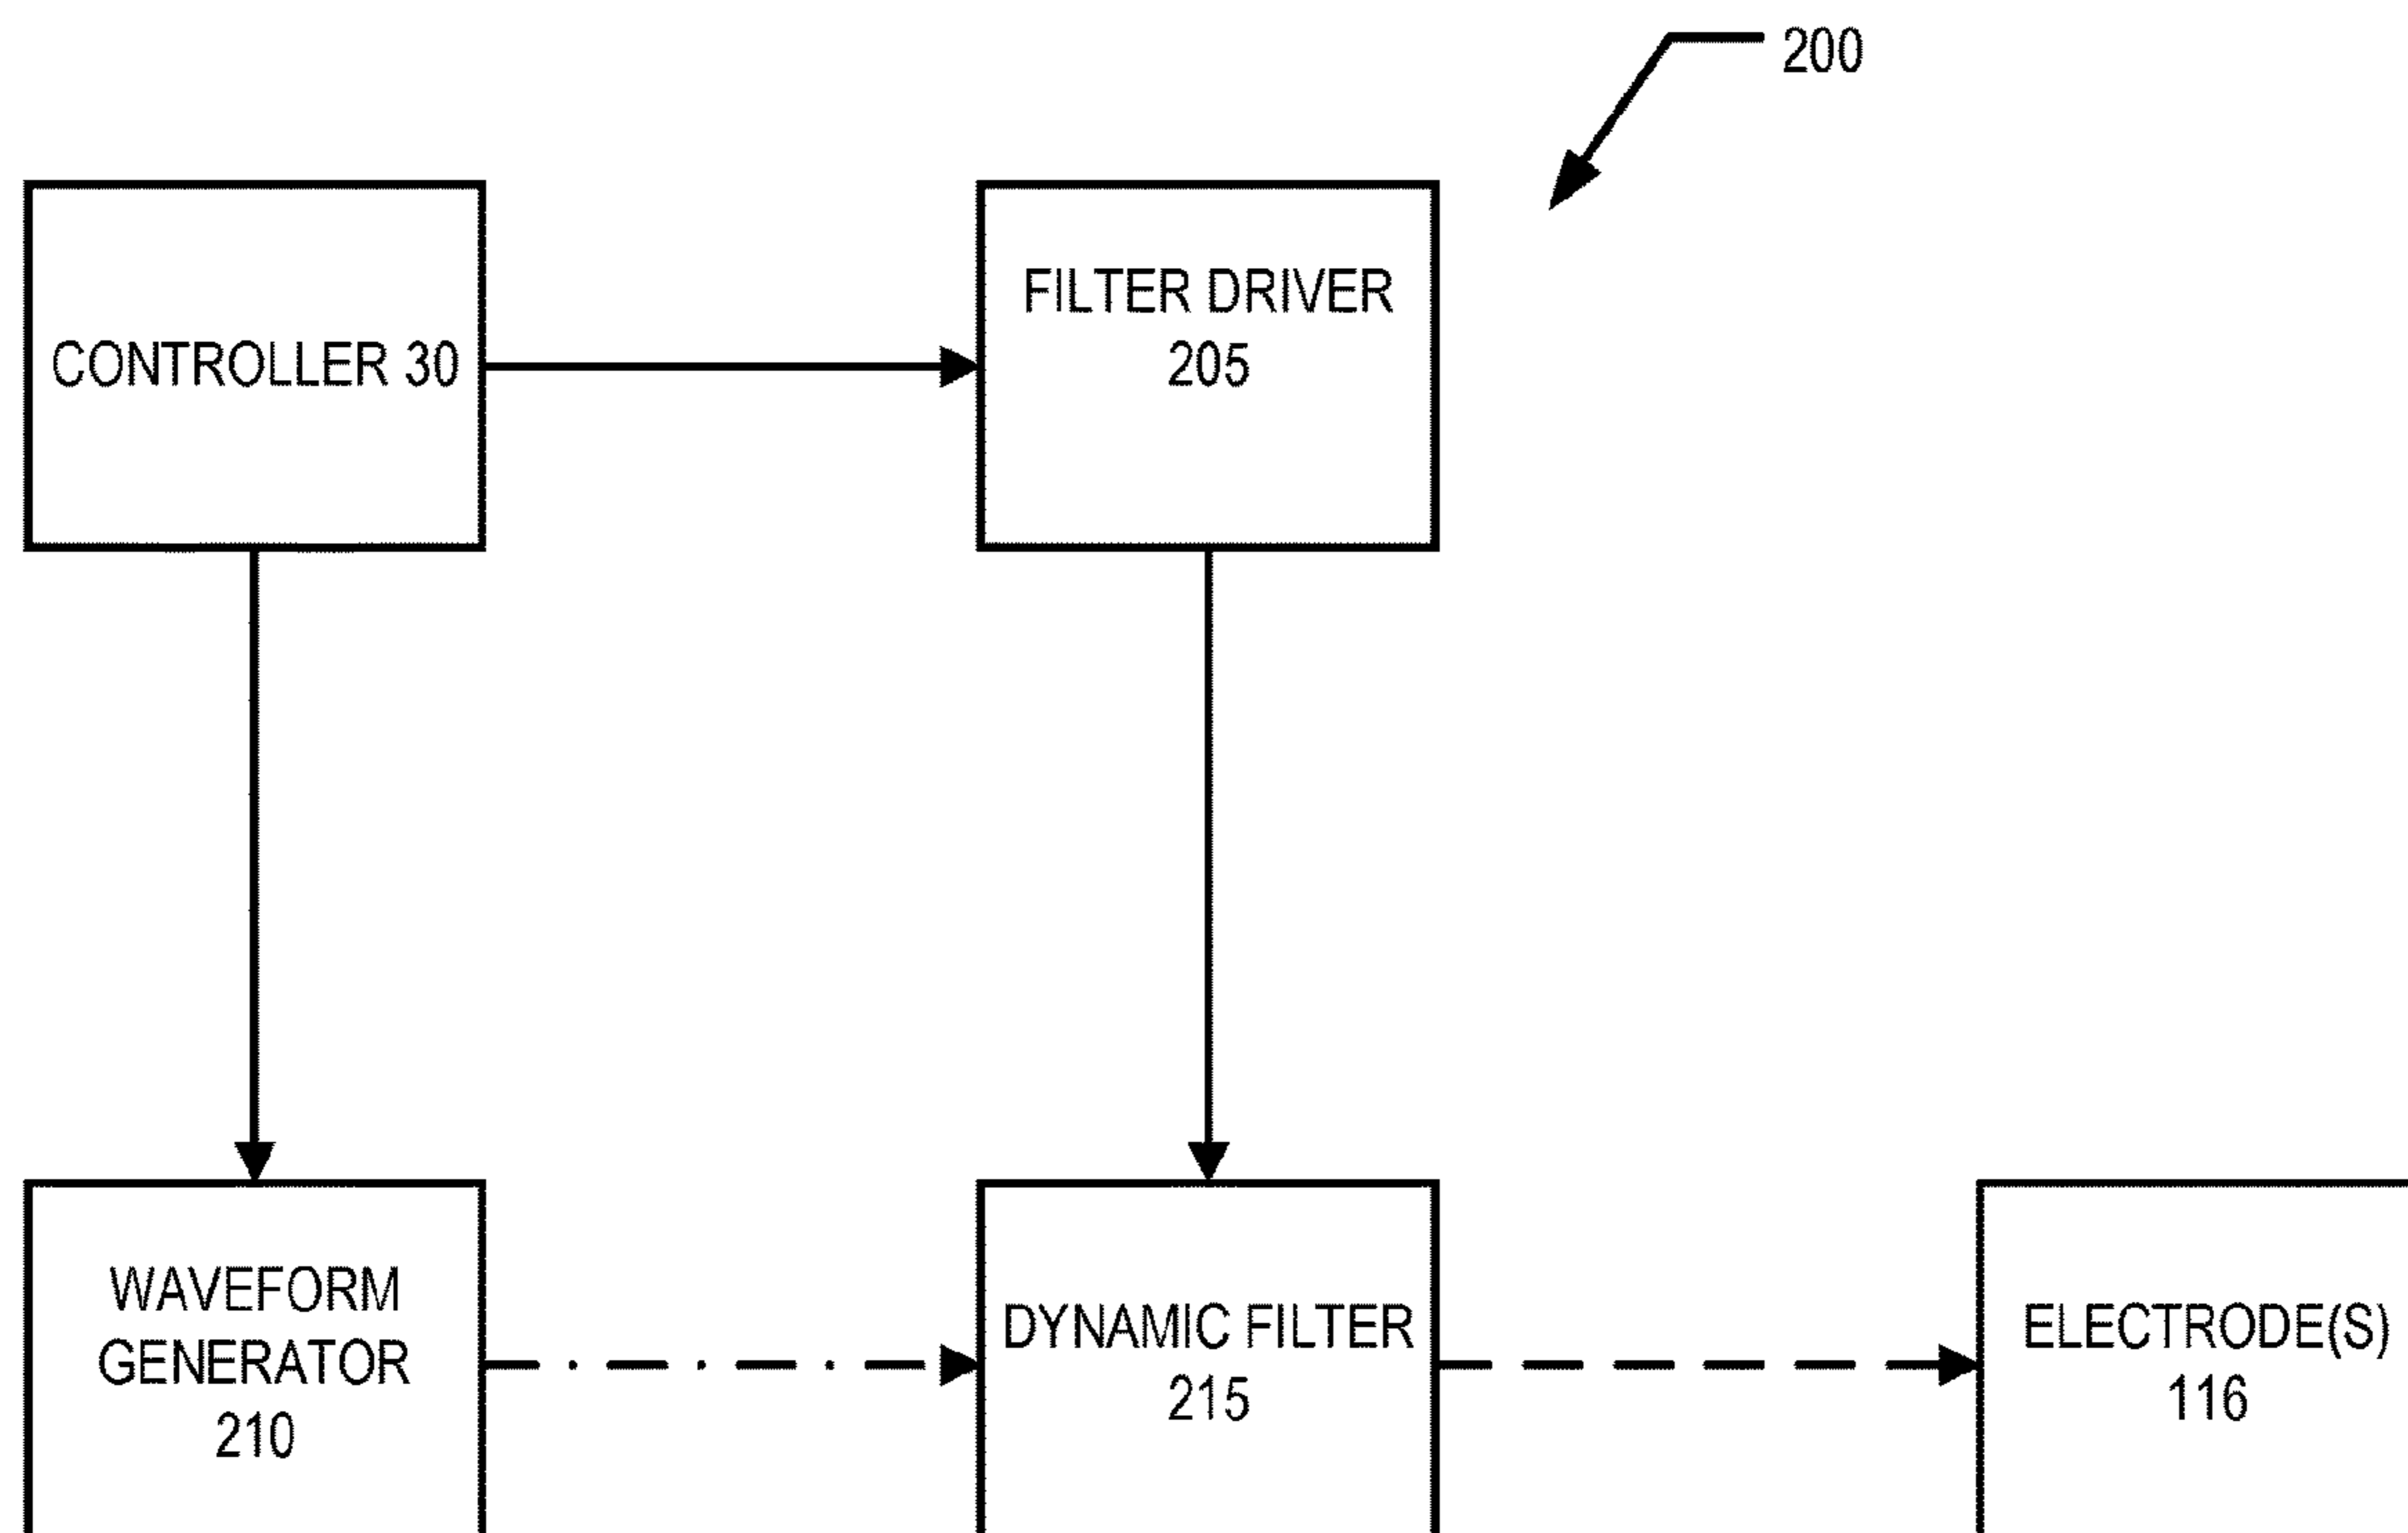 200
CONTROLLER 30
FILTER DRIVER
205
WAVEFORM
GENERATOR
210
DYNAMIC FILTER
215
ELECTRODE(S)
116